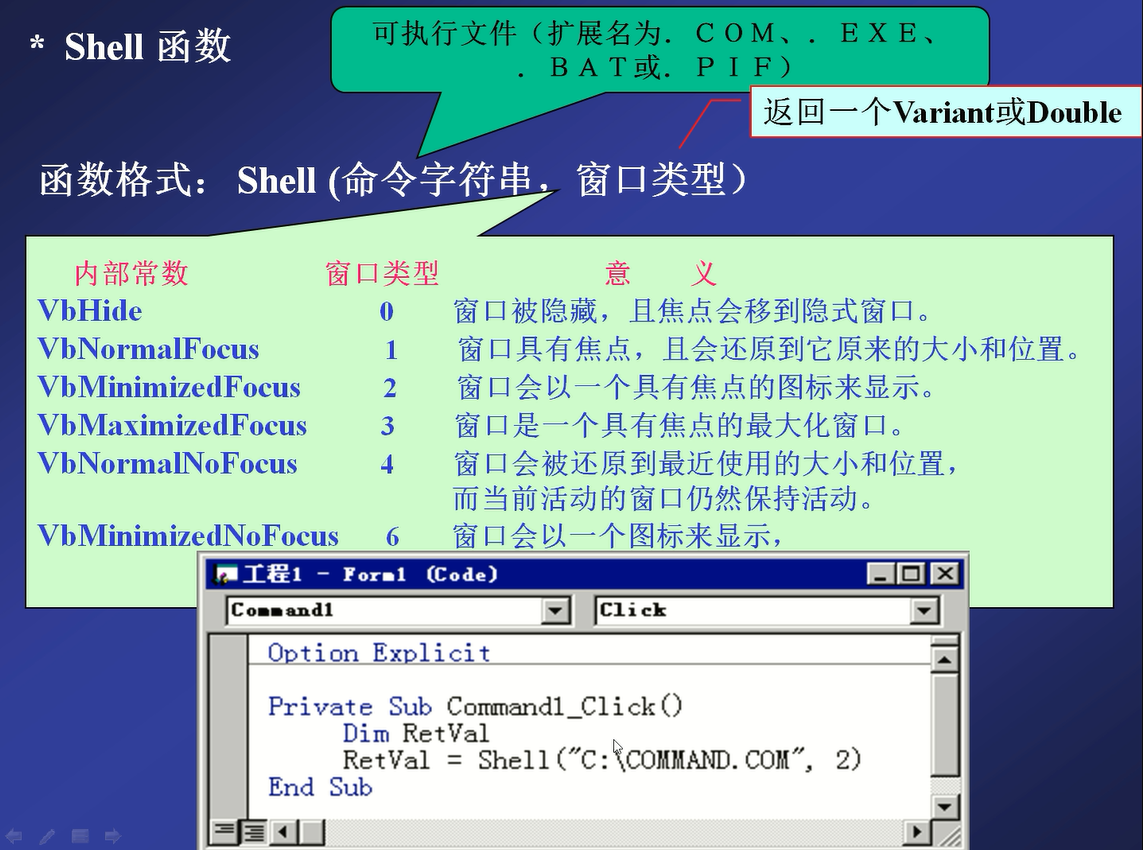 * Shell 函数
可执行文件（扩展名为．ＣＯＭ、．ＥＸＥ、
．ＢＡＴ或．ＰＩＦ）
返回一个Variant或Double
函数格式： Shell (命令字符串，窗口类型）
内部常数 窗口类型 意 义
VbHide 0 窗口被隐藏，且焦点会移到隐式窗口。
VbNormalFocus 1 窗口具有焦点，且会还原到它原来的大小和位置。
VbMinimizedFocus 2 窗口会以一个具有焦点的图标来显示。
VbMaximizedFocus 3 窗口是一个具有焦点的最大化窗口。
VbNormalNoFocus 4 窗口会被还原到最近使用的大小和位置，
而当前活动的窗口仍然保持活动。
VbMinimizedNoFocus 6 窗口会以一个图标来显示，
工程1 - Form1 (Code)
Command1 Click
Option Explicit
Private Sub Command1_Click()
Dim RetVal
RetVal = Shell("C:\COMMAND.COM", 2)
End Sub